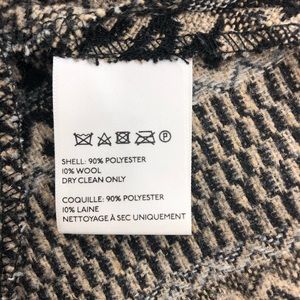 P
SHELL: 90% POLYESTER
10% WOOL
DRY CLEAN ONLY
COQUILLE: 90% POLYESTER
10% LAINE
NETTOYAGE À SEC UNIQUEMENT